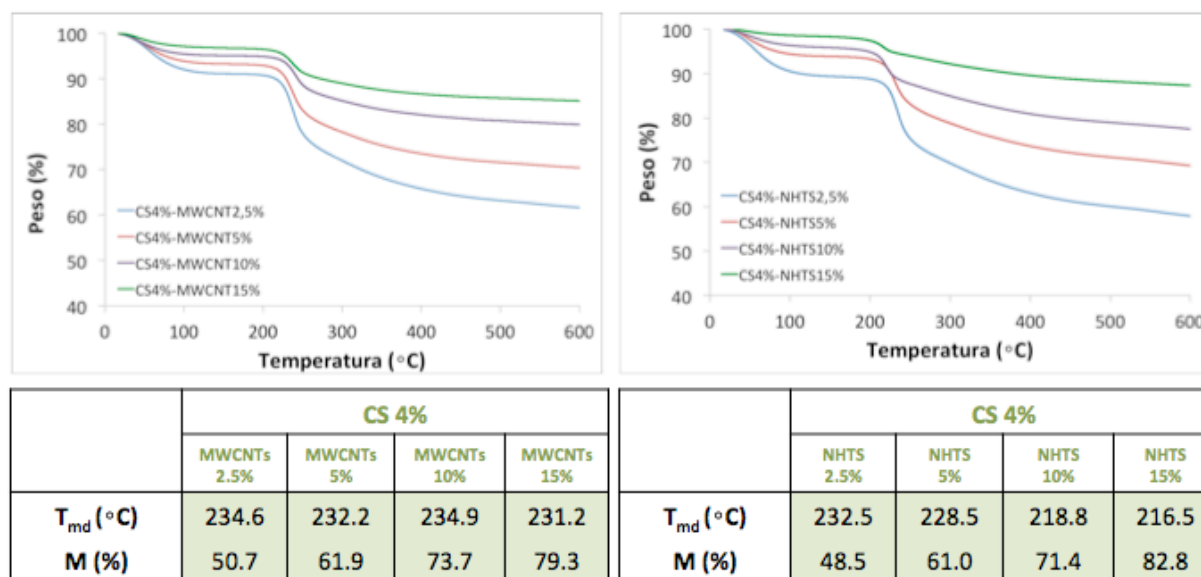 100
90
80
70
60
50
40
Peso (%)
CS4%-MWCNT2,5%
CS4%-MWCNT5%
CS4%-MWCNT10%
CS4%-MWCNT15%
0 100 200 300 400 500 600
Temperatura (°C)
100
90
80
70
60
50
40
Peso (%)
CS4%-NHTS2,5%
CS4%-NHTS5%
CS4%-NHTS10%
CS4%-NHTS15%
0 100 200 300 400 500 600
Temperatura (°C)
CS 4%
MWCNTs 2.5% MWCNTs 5% MWCNTs 10% MWCNTs 15%
Tmd (°C) 234.6 232.2 234.9 231.2
M (%) 50.7 61.9 73.7 79.3
CS 4%
NHTS 2.5% NHTS 5% NHTS 10% NHTS 15%
Tmd (°C) 232.5 228.5 218.8 216.5
M (%) 48.5 61.0 71.4 82.8